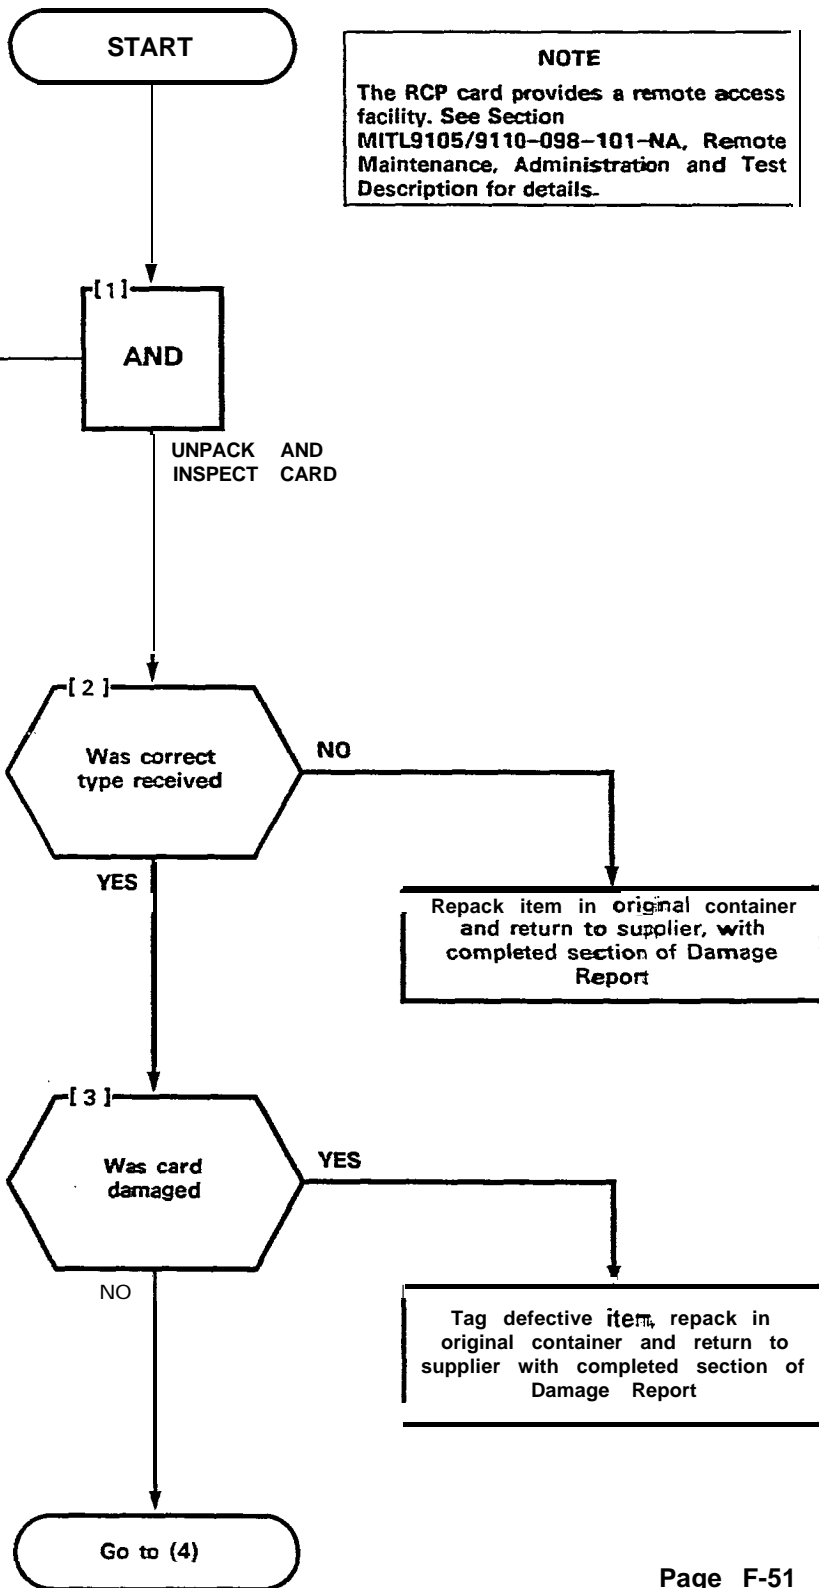 START
NOTE
The RCP card provides a remote access
facility. See Section
MITL9105/9110-098-101-NA, Remote
Maintenance, Administration and Test
Description for details.
[1]
AND
UNPACK AND
INSPECT CARD
[2]
Was correct
type received
NO
YES
Repack item in original container
and return to supplier, with
completed section of Damage
Report
[3]
Was card
damaged
YES
NO
Tag defective item, repack in
original container and return to
supplier with completed section of
Damage Report
Go to (4)
Page F-51